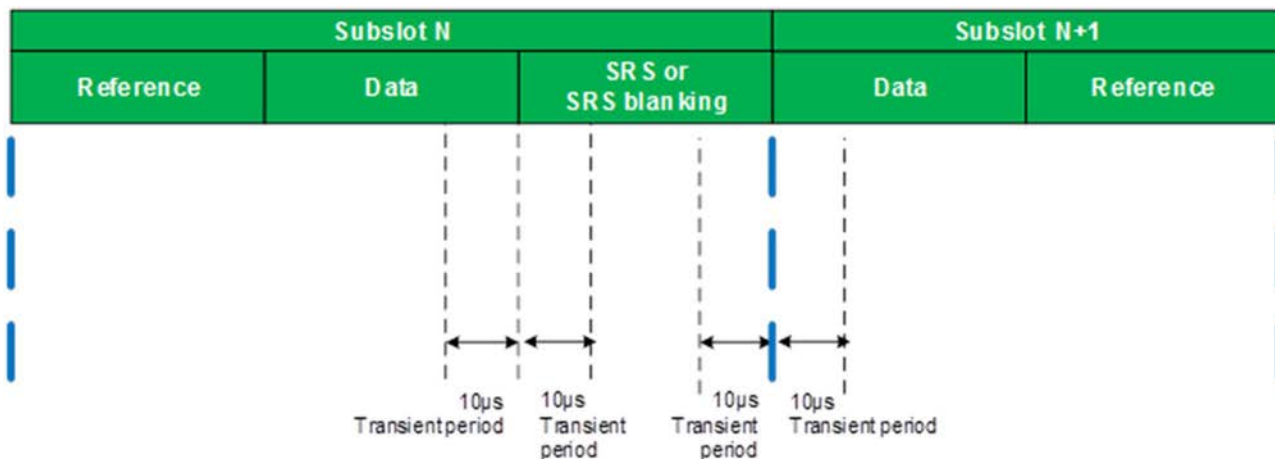 Subslot N
Subslot N+1
Reference
Data
SRS or
SRS blanking
Data
Reference
10µs
Transient period
10µs
Transient
period
10µs
Transient
period
10µs
Transient period